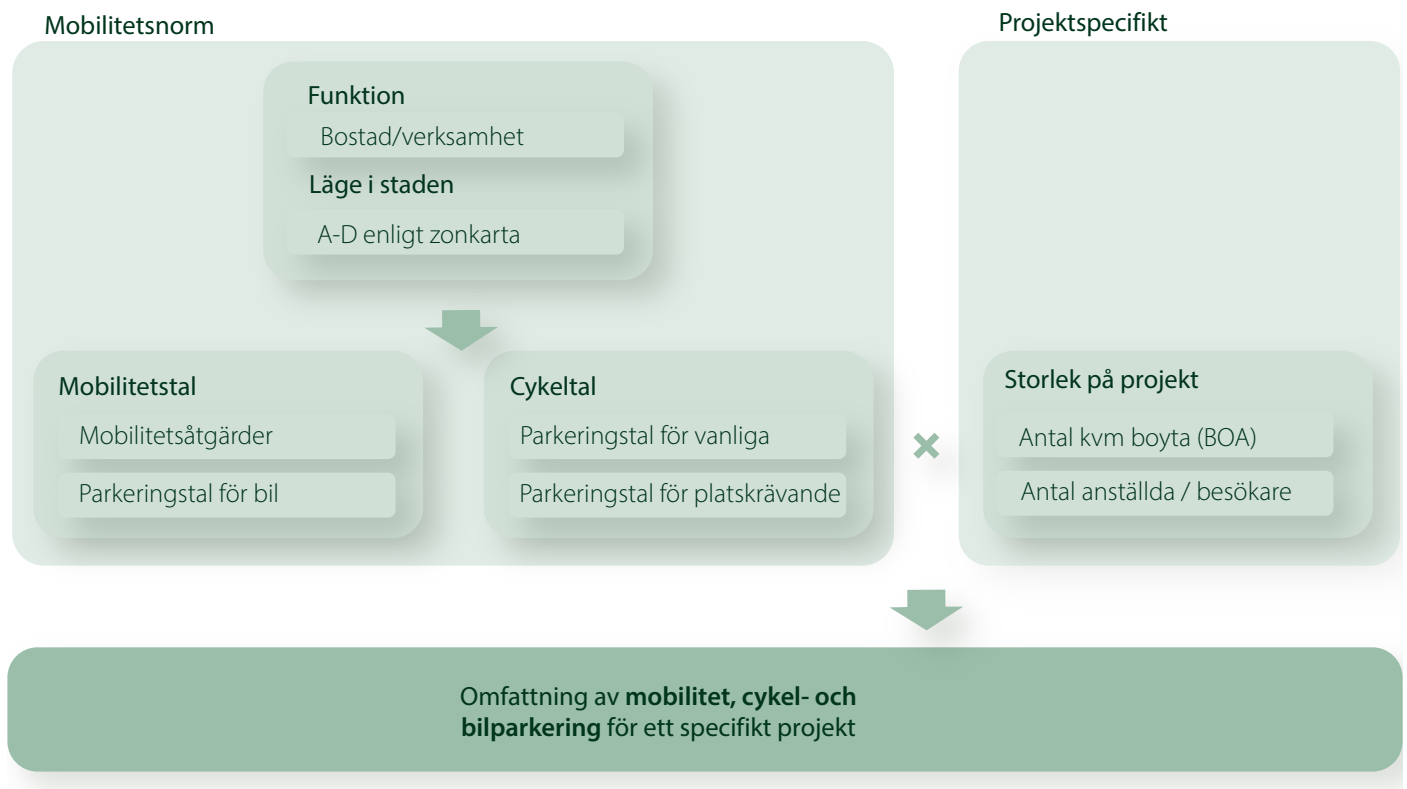 Mobilitetsnorm
Funktion
Bostad/verksamhet
Läge i staden
A-D enligt zonkarta
Mobilitetstal
Mobilitetsåtgärder
Parkeringstal för bil
Cykeltal
Parkeringstal för vanliga
Parkeringstal för platskrävande
Projektspecifikt
Storlek på projekt
Antal kvm boyta (BOA)
Antal anställda / besökare
Omfattning av mobilitet, cykel- och
bilparkering för ett specifikt projekt